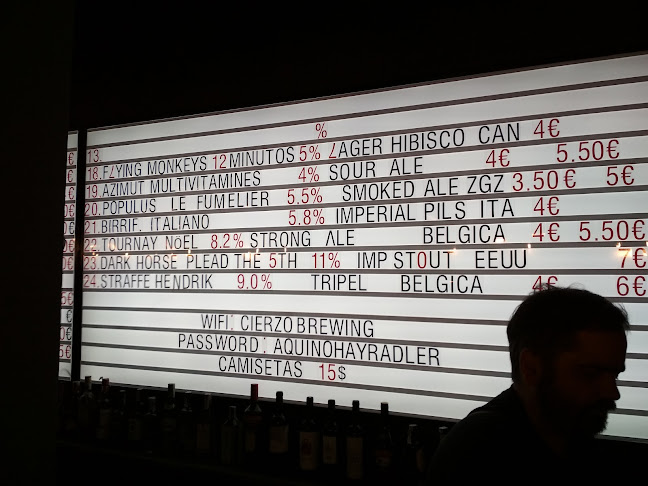 %
13.
18. FLYING MONKEYS 12 MINUTOS 5% LAGER HIBISCO CAN 4€
19. AZIMUT MULTIVITAMINES 4% SOUR ALE 4€ 5.50€
20. POPULUS LE FUMELIER 5.5% SMOKED ALE ZGZ 3.50€ 5€
21. BIRRIF. ITALIANO 5.8% IMPERIAL PILS ITA 4€
22. TOURNAY NöEL 8.2% STRONG ALE BELGICA 4€ 5.50€
23. DARK HORSE PLEAD THE 5TH 11% IMP STOUT EEUU 7€
24. STRAFFE HENDRIK 9.0% TRIPEL BELGICA 4€ 6€
WIFI: CIERZO BREWING
PASSWORD: AQUINOHAYRADLER
CAMISETAS 15$